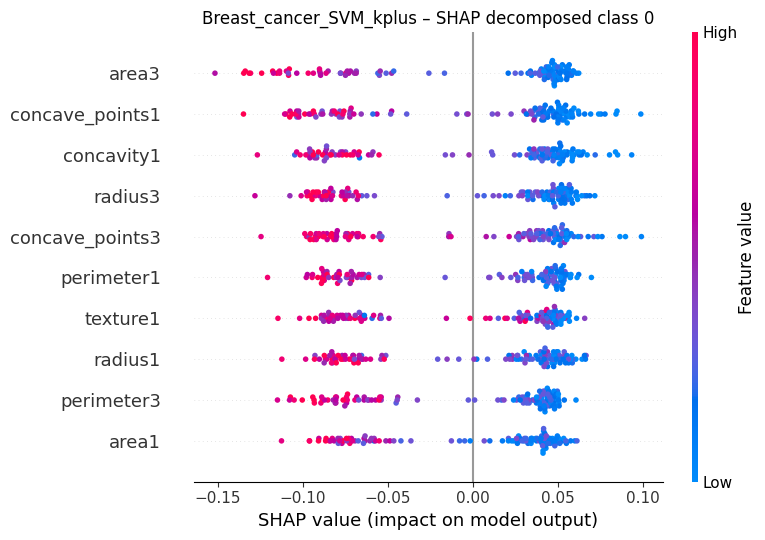 Breast_cancer_SVM_kplus – SHAP decomposed class 0
High
area3
concave_points1
concavity1
radius3
concave_points3
perimeter1
texture1
radius1
perimeter3
area1
Feature value
Low
−0.15 −0.10 −0.05 0.00 0.05 0.10
SHAP value (impact on model output)